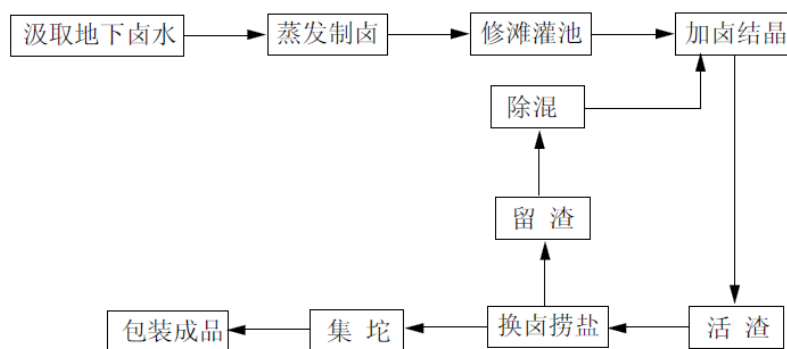 汲取地下卤水
蒸发制卤
修滩灌池
加卤结晶
除混
留 渣
包装成品
集 坨
换卤捞盐
活 渣